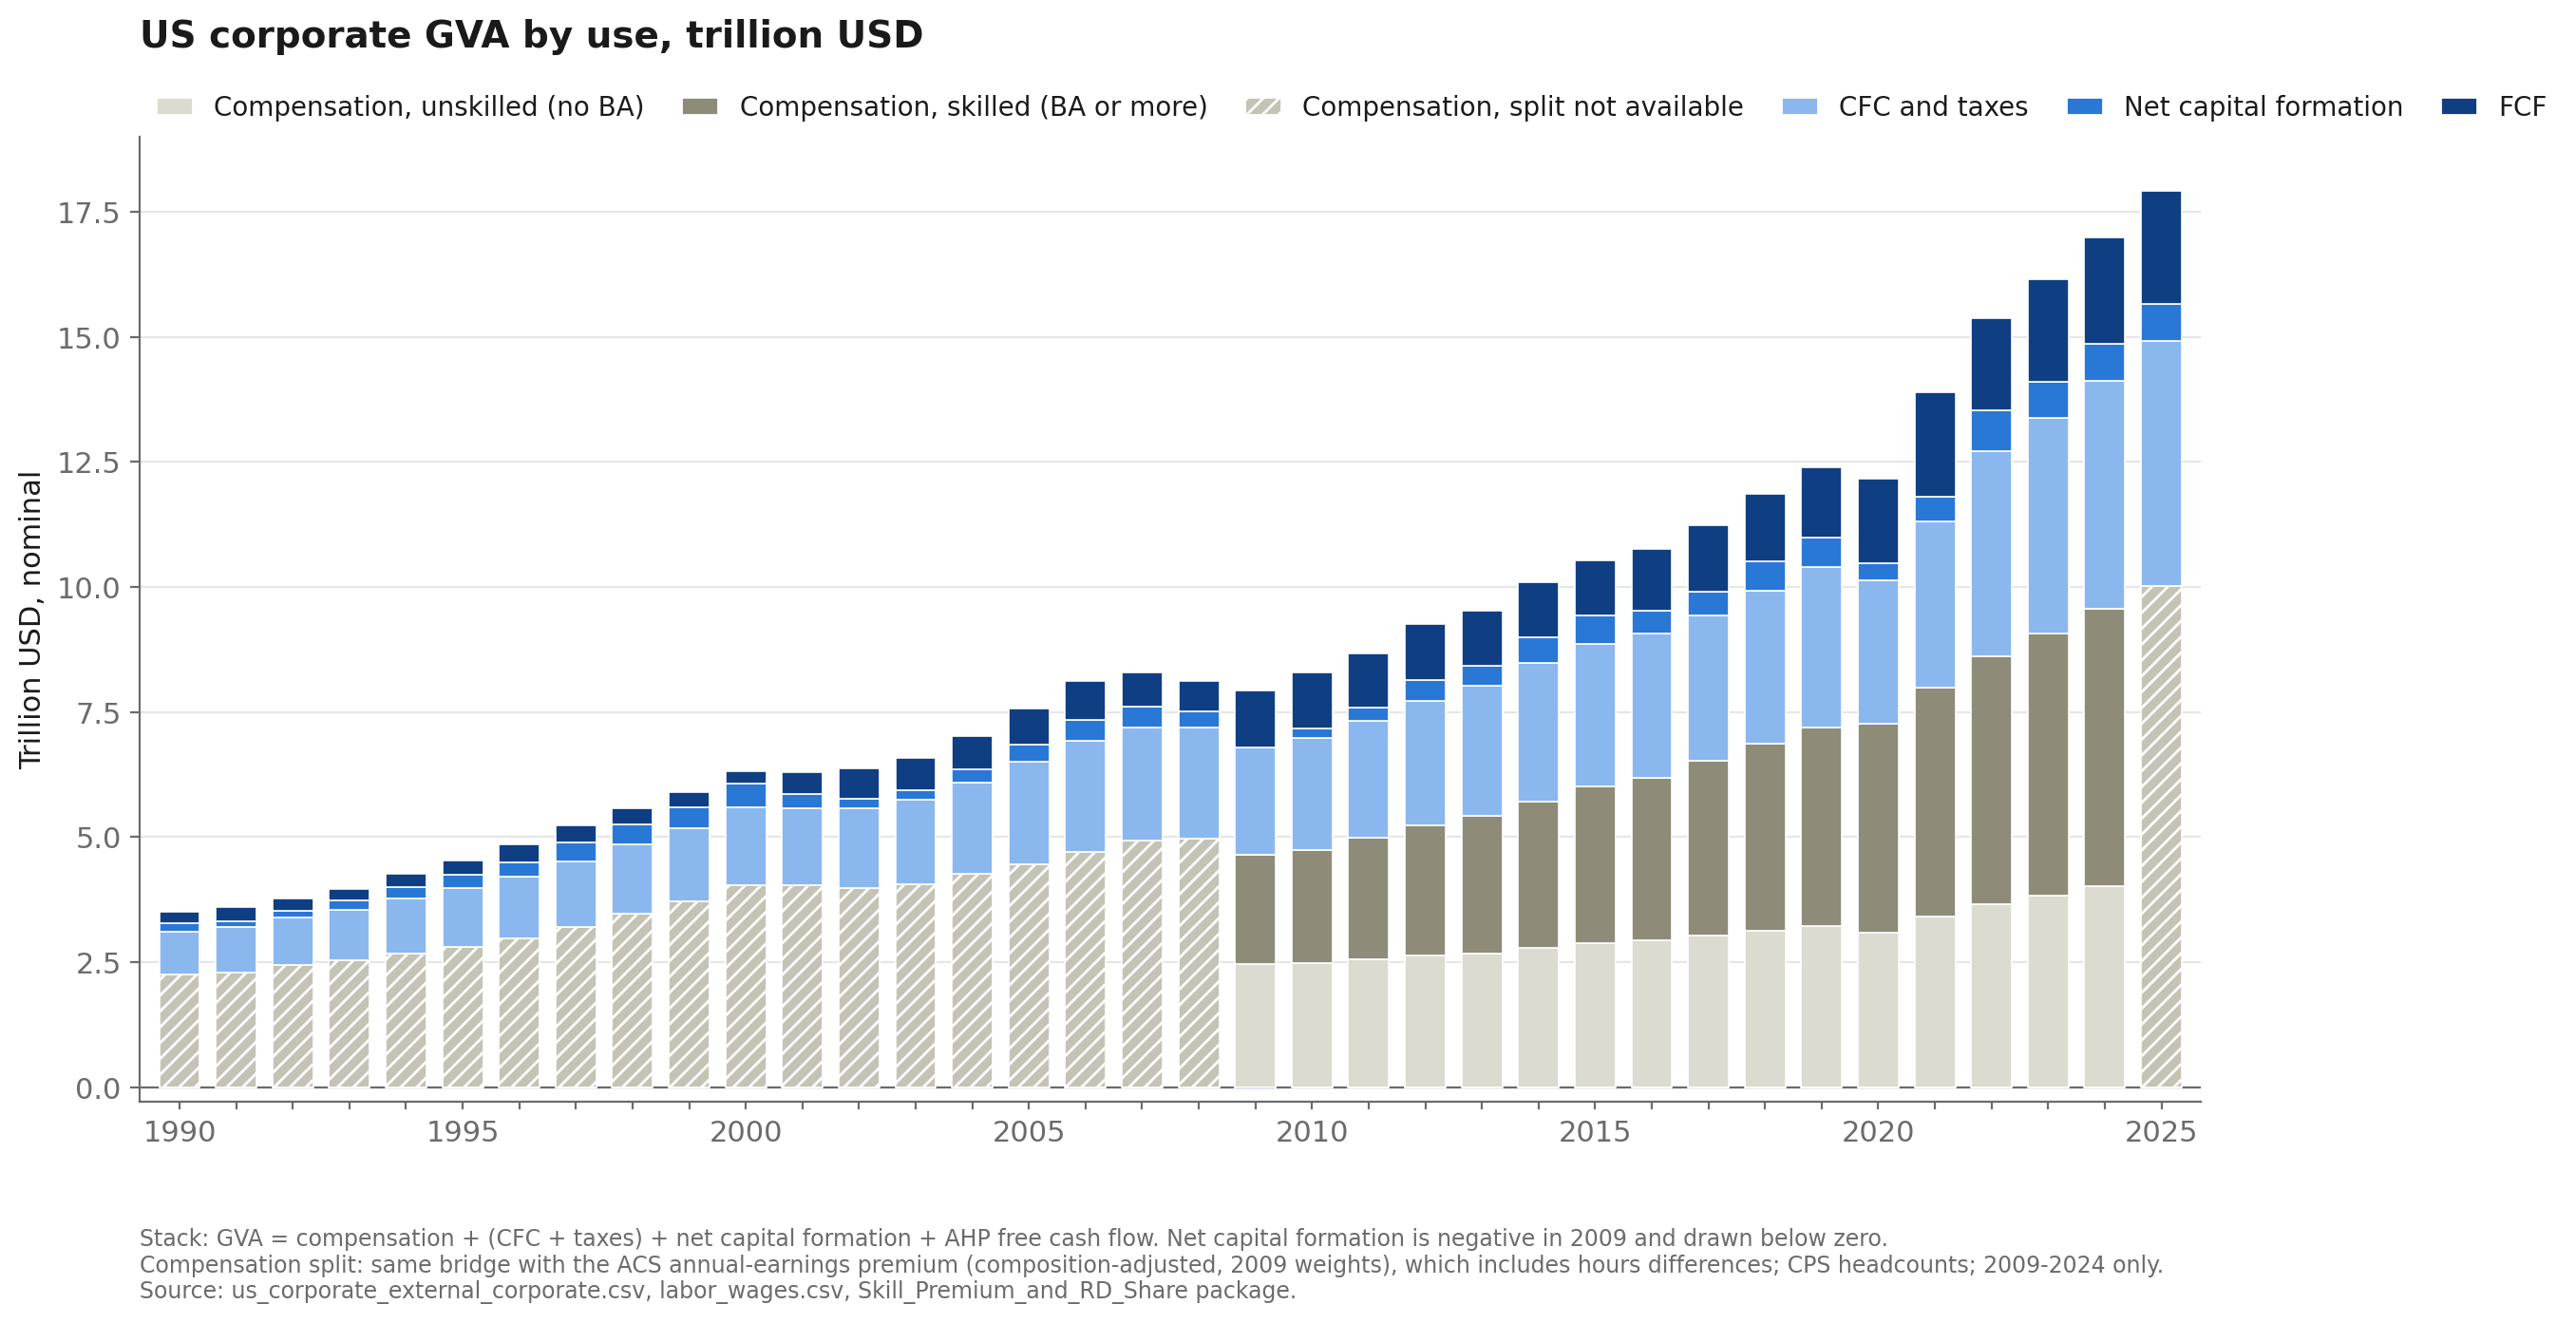 US corporate GVA by use, trillion USD
Compensation, unskilled (no BA) Compensation, skilled (BA or more) Compensation, split not available CFC and taxes Net capital formation FCF
Trillion USD, nominal
17.5
15.0
12.5
10.0
7.5
5.0
2.5
0.0
1990 1995 2000 2005 2010 2015 2020 2025
Stack: GVA = compensation + (CFC + taxes) + net capital formation + AHP free cash flow. Net capital formation is negative in 2009 and drawn below zero.
Compensation split: same bridge with the ACS annual-earnings premium (composition-adjusted, 2009 weights), which includes hours differences; CPS headcounts; 2009-2024 only.
Source: us_corporate_external_corporate.csv, labor_wages.csv, Skill_Premium_and_RD_Share package.